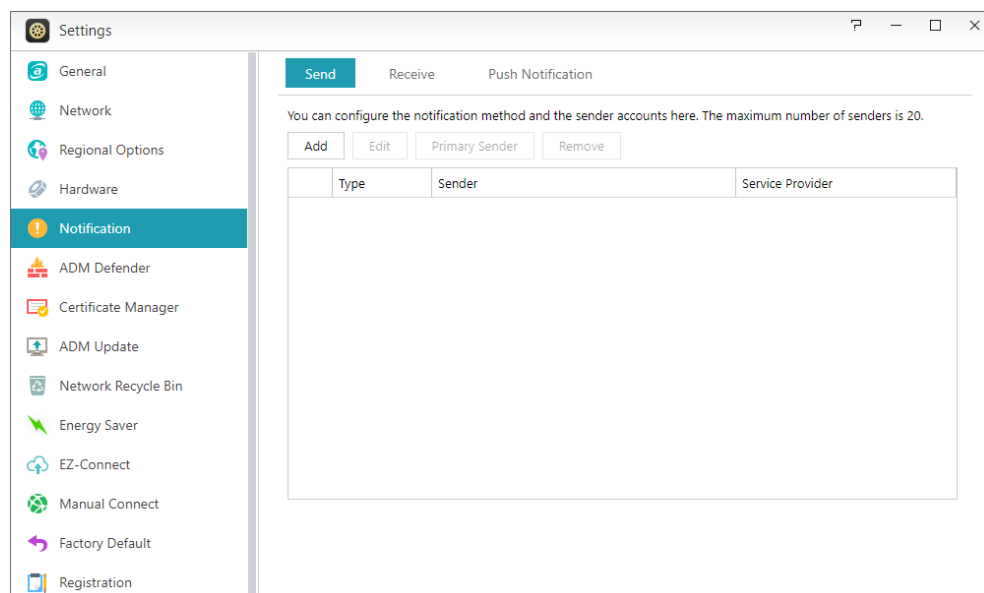 Settings
General
Network
Regional Options
Hardware
Notification
ADM Defender
Certificate Manager
ADM Update
Network Recycle Bin
Energy Saver
EZ-Connect
Manual Connect
Factory Default
Registration
Send Receive Push Notification
You can configure the notification method and the sender accounts here. The maximum number of senders is 20.
Add Edit Primary Sender Remove
Type Sender Service Provider